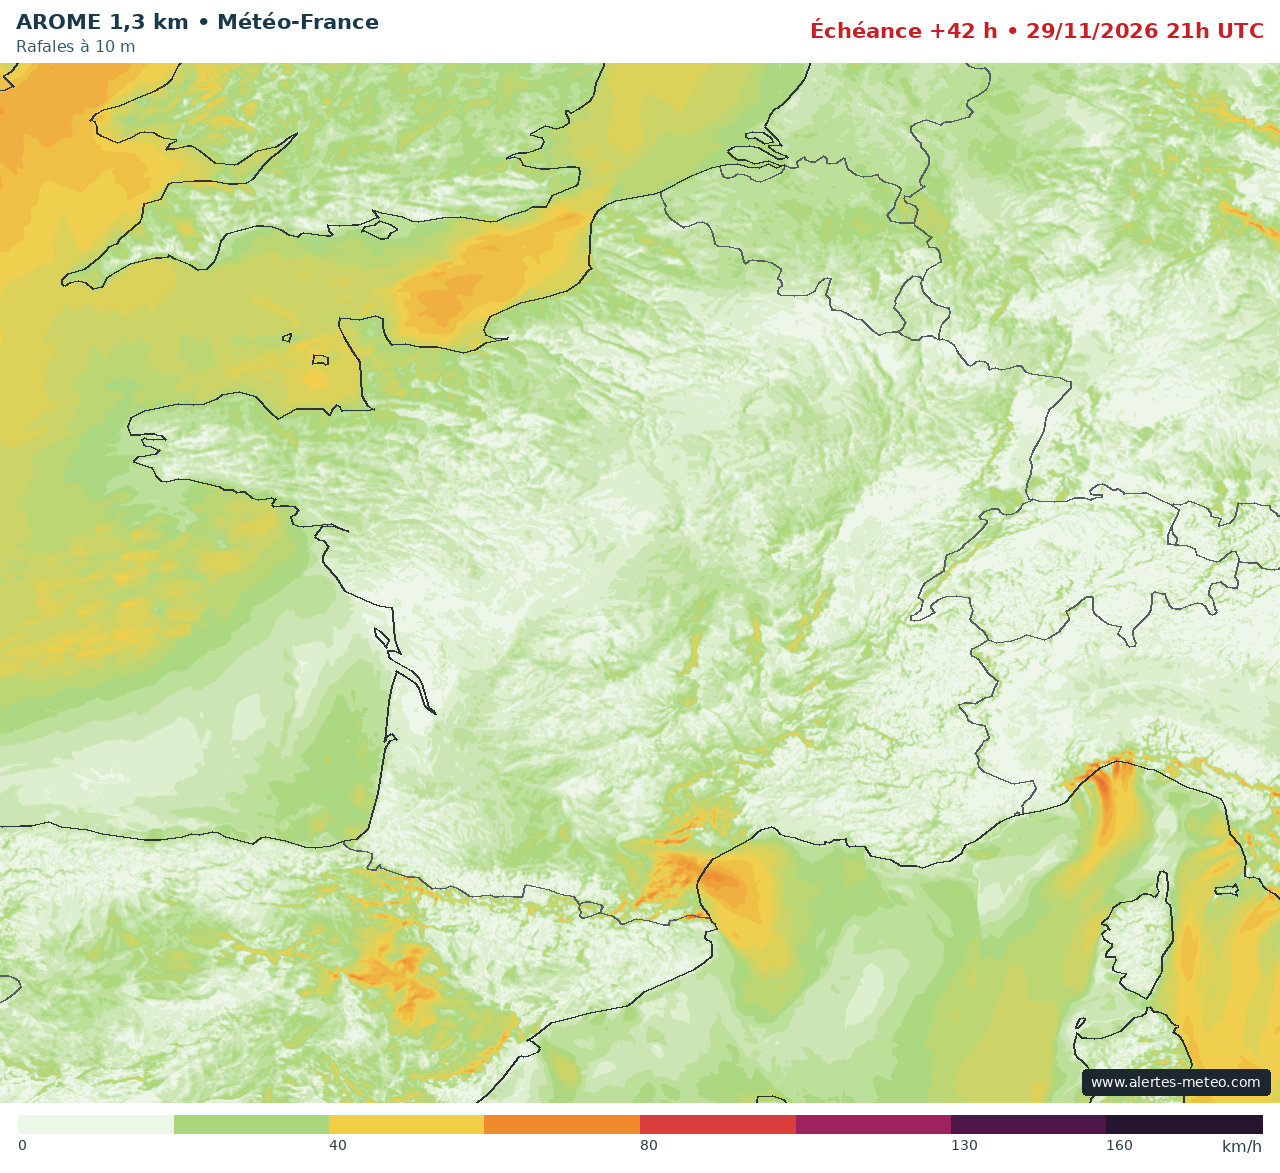 AROME 1,3 km • Météo-France
Rafales à 10 m
Échéance +42 h • 29/11/2026 21h UTC
www.alertes-meteo.com
0 40 80 130 160 km/h